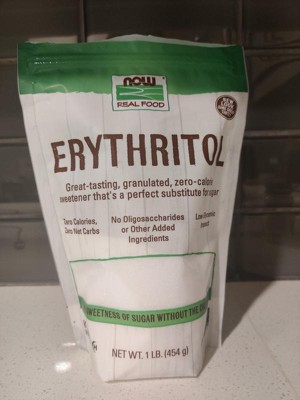 NOW
REAL FOOD
ERYTHRITOL
Great-tasting, granulated, zero-calorie
sweetener that's a perfect substitute for sugar
Zero Calories,
Zero Net Carbs
No Oligosaccharides
or Other Added
Ingredients
Low Glycemic
Impact
SWEETNESS OF SUGAR WITHOUT THE
NET WT. 1 LB. (454 g)